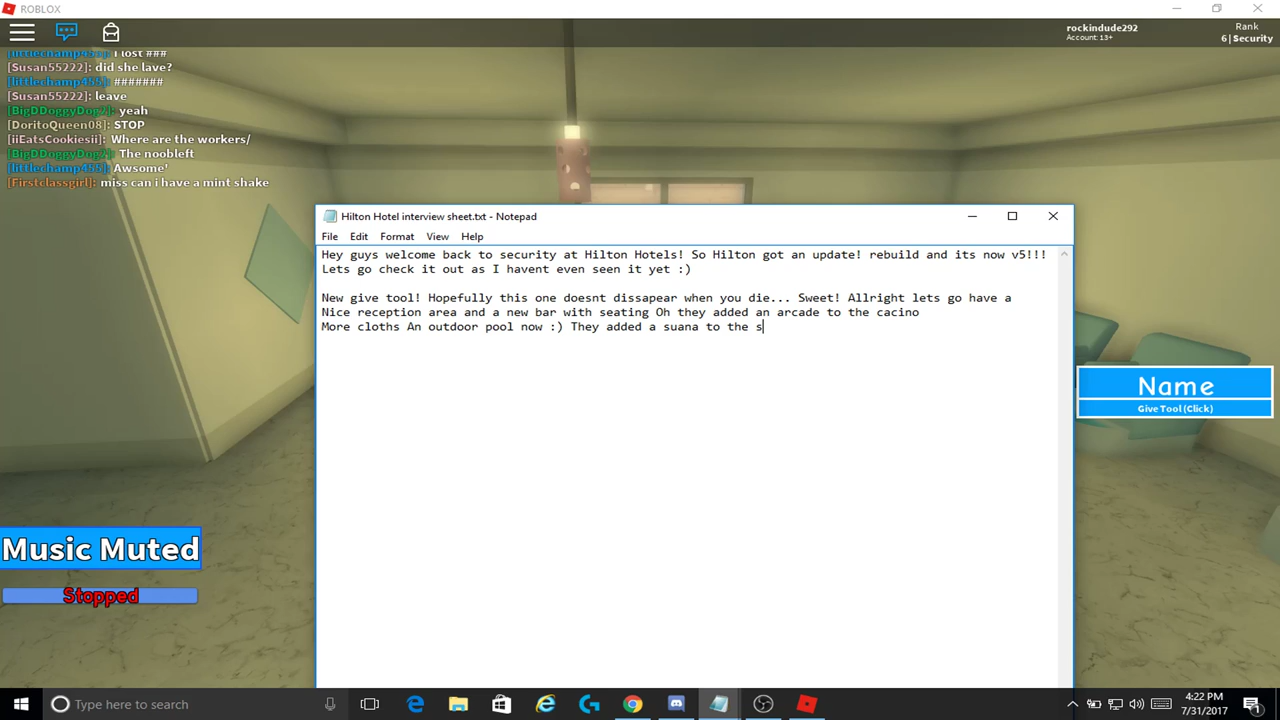 ROBLOX
rockindude292
Account: 13+
Rank
6 | Security
[littlechamp455]: I lost ###
[Susan55222]: did she lave?
[littlechamp455]: #######
[Susan55222]: leave
[BigDDoggyDog2]: yeah
[DoritoQueen08]: STOP
[iiEatsCookiesii]: Where are the workers/
[BigDDoggyDog2]: The noobleft
[littlechamp455]: Awsome'
[Firstclassgirl]: miss can i have a mint shake
Hilton Hotel interview sheet.txt - Notepad
File Edit Format View Help
Hey guys welcome back to security at Hilton Hotels! So Hilton got an update! rebuild and its now v5!!!
Lets go check it out as I havent even seen it yet :)
New give tool! Hopefully this one doesnt dissapear when you die... Sweet! Allright lets go have a
Nice reception area and a new bar with seating Oh they added an arcade to the cacino
More cloths An outdoor pool now :) They added a suana to the s
Name
Give Tool (Click)
Music Muted
Stopped
Type here to search
4:22 PM
7/31/2017
1